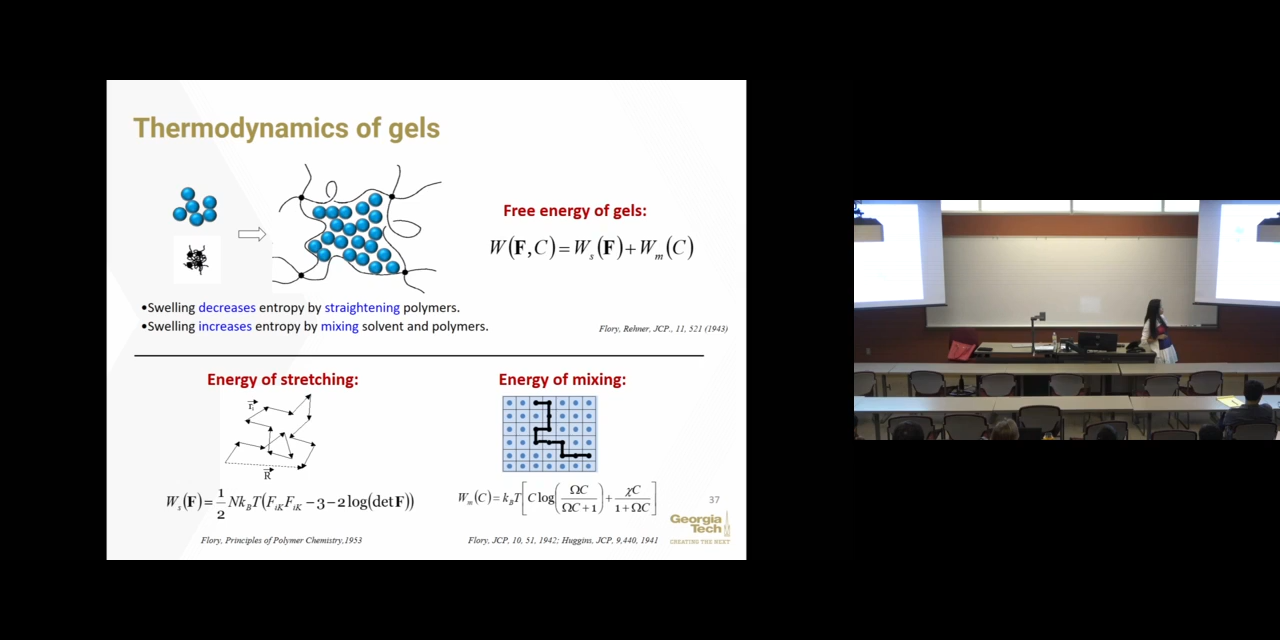 Thermodynamics of gels
Free energy of gels:
W(F,C)=W_s(F)+W_m(C)
•Swelling decreases entropy by straightening polymers.
•Swelling increases entropy by mixing solvent and polymers.
Flory, Rehner, JCP., 11, 521 (1943)
Energy of stretching:
r⃗_i
R⃗
W_s(F)=1/2 Nk_BT(F_iK F_iK −3−2log(detF))
Flory, Principles of Polymer Chemistry,1953
Energy of mixing:
W_m(C)=k_BT[C log(ΩC/(ΩC+1))+χC/(1+ΩC)]
Flory, JCP, 10, 51, 1942; Huggins, JCP, 9,440, 1941
37
Georgia
Tech
CREATING THE NEXT